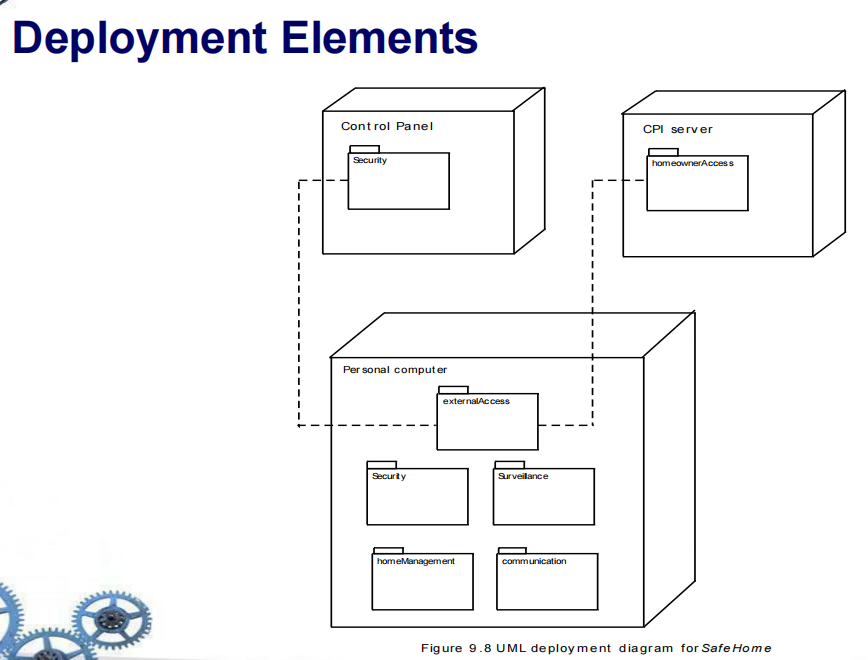 Deployment Elements
Control Panel
Security
CPI server
homeownerAccess
Personal computer
externalAccess
Security
Surveillance
homeManagement
communication
Figure 9.8 UML deployment diagram for SafeHome